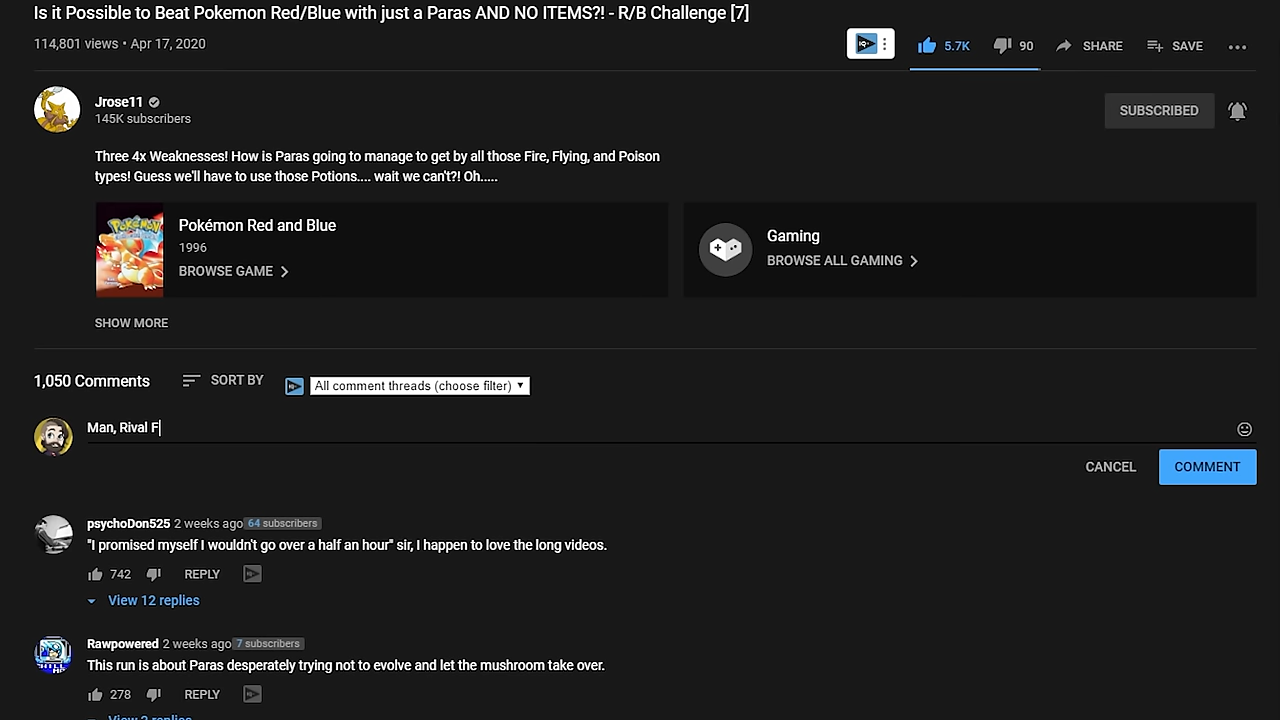 Is it Possible to Beat Pokemon Red/Blue with just a Paras AND NO ITEMS?! - R/B Challenge [7]
114,801 views • Apr 17, 2020
5.7K
90
SHARE
SAVE
Jrose11
145K subscribers
SUBSCRIBED
Three 4x Weaknesses! How is Paras going to manage to get by all those Fire, Flying, and Poison
types! Guess we'll have to use those Potions.... wait we can't?! Oh.....
POKéMON
Pokémon Red and Blue
1996
BROWSE GAME
Gaming
BROWSE ALL GAMING
SHOW MORE
1,050 Comments
SORT BY
All comment threads (choose filter)
Man, Rival F
CANCEL
COMMENT
psychoDon525 2 weeks ago 64 subscribers
"I promised myself I wouldn't go over a half an hour" sir, I happen to love the long videos.
742
REPLY
View 12 replies
Rawpowered 2 weeks ago 7 subscribers
This run is about Paras desperately trying not to evolve and let the mushroom take over.
278
REPLY